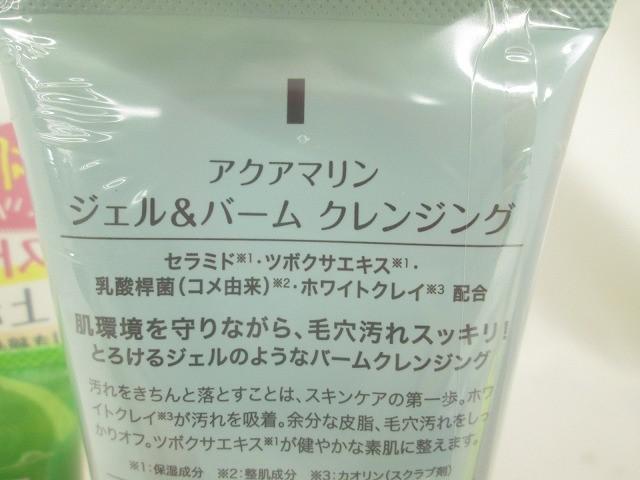 アクアマリン
ジェル&バーム クレンジング
セラミド※1・ツボクサエキス※1・
乳酸桿菌(コメ由来)※2・ホワイトクレイ※3 配合
肌環境を守りながら、毛穴汚れスッキリ!
とろけるジェルのようなバームクレンジング
汚れをきちんと落とすことは、スキンケアの第一歩。ホワ
イトクレイ※3が汚れを吸着。余分な皮脂、毛穴汚れをしっ
かりオフ。ツボクサエキス※1が健やかな素肌に整えます。
※1:保湿成分 ※2:整肌成分 ※3:カオリン(スクラブ剤)